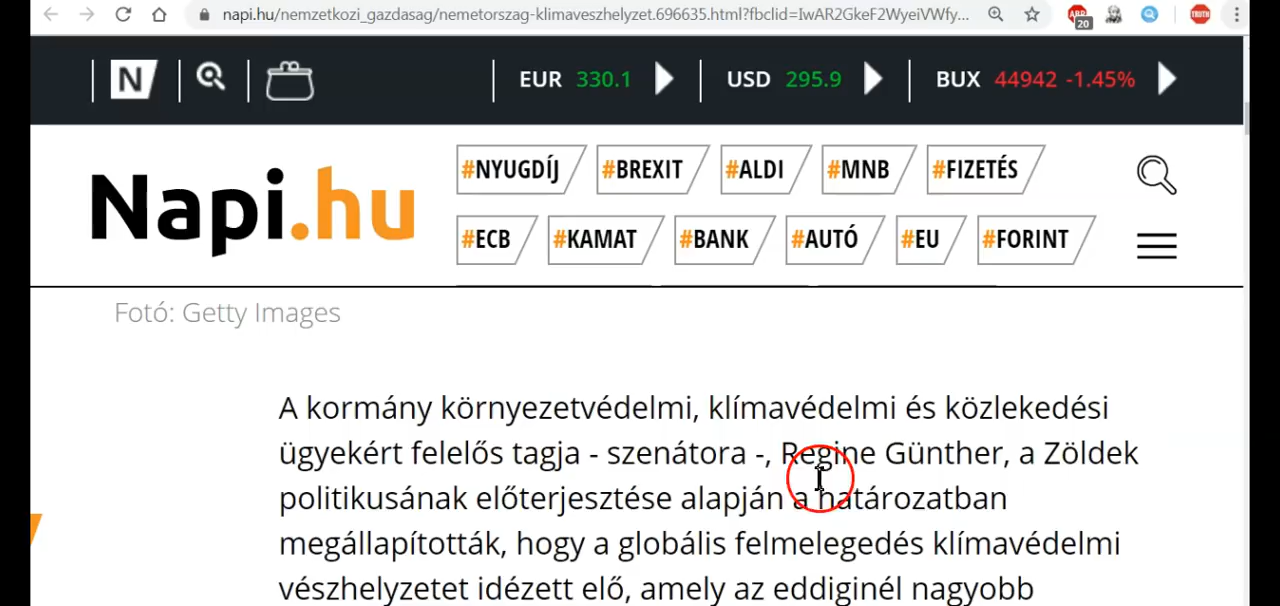 napi.hu/nemzetkozi_gazdasag/nemetorszag-klimaveszhelyzet.696635.html?fbclid=IwAR2GkeF2WyeiVWfy...
20
TRUTH
N
EUR 330.1
USD 295.9
BUX 44942 -1.45%
Napi.hu
#NYUGDÍJ #BREXIT #ALDI #MNB #FIZETÉS
#ECB #KAMAT #BANK #AUTÓ #EU #FORINT
Fotó: Getty Images
A kormány környezetvédelmi, klímavédelmi és közlekedési
ügyekért felelős tagja - szenátora -, Regine Günther, a Zöldek
politikusának előterjesztése alapján a határozatban
megállapították, hogy a globális felmelegedés klímavédelmi
vészhelyzetet idézett elő, amely az eddiginél nagyobb